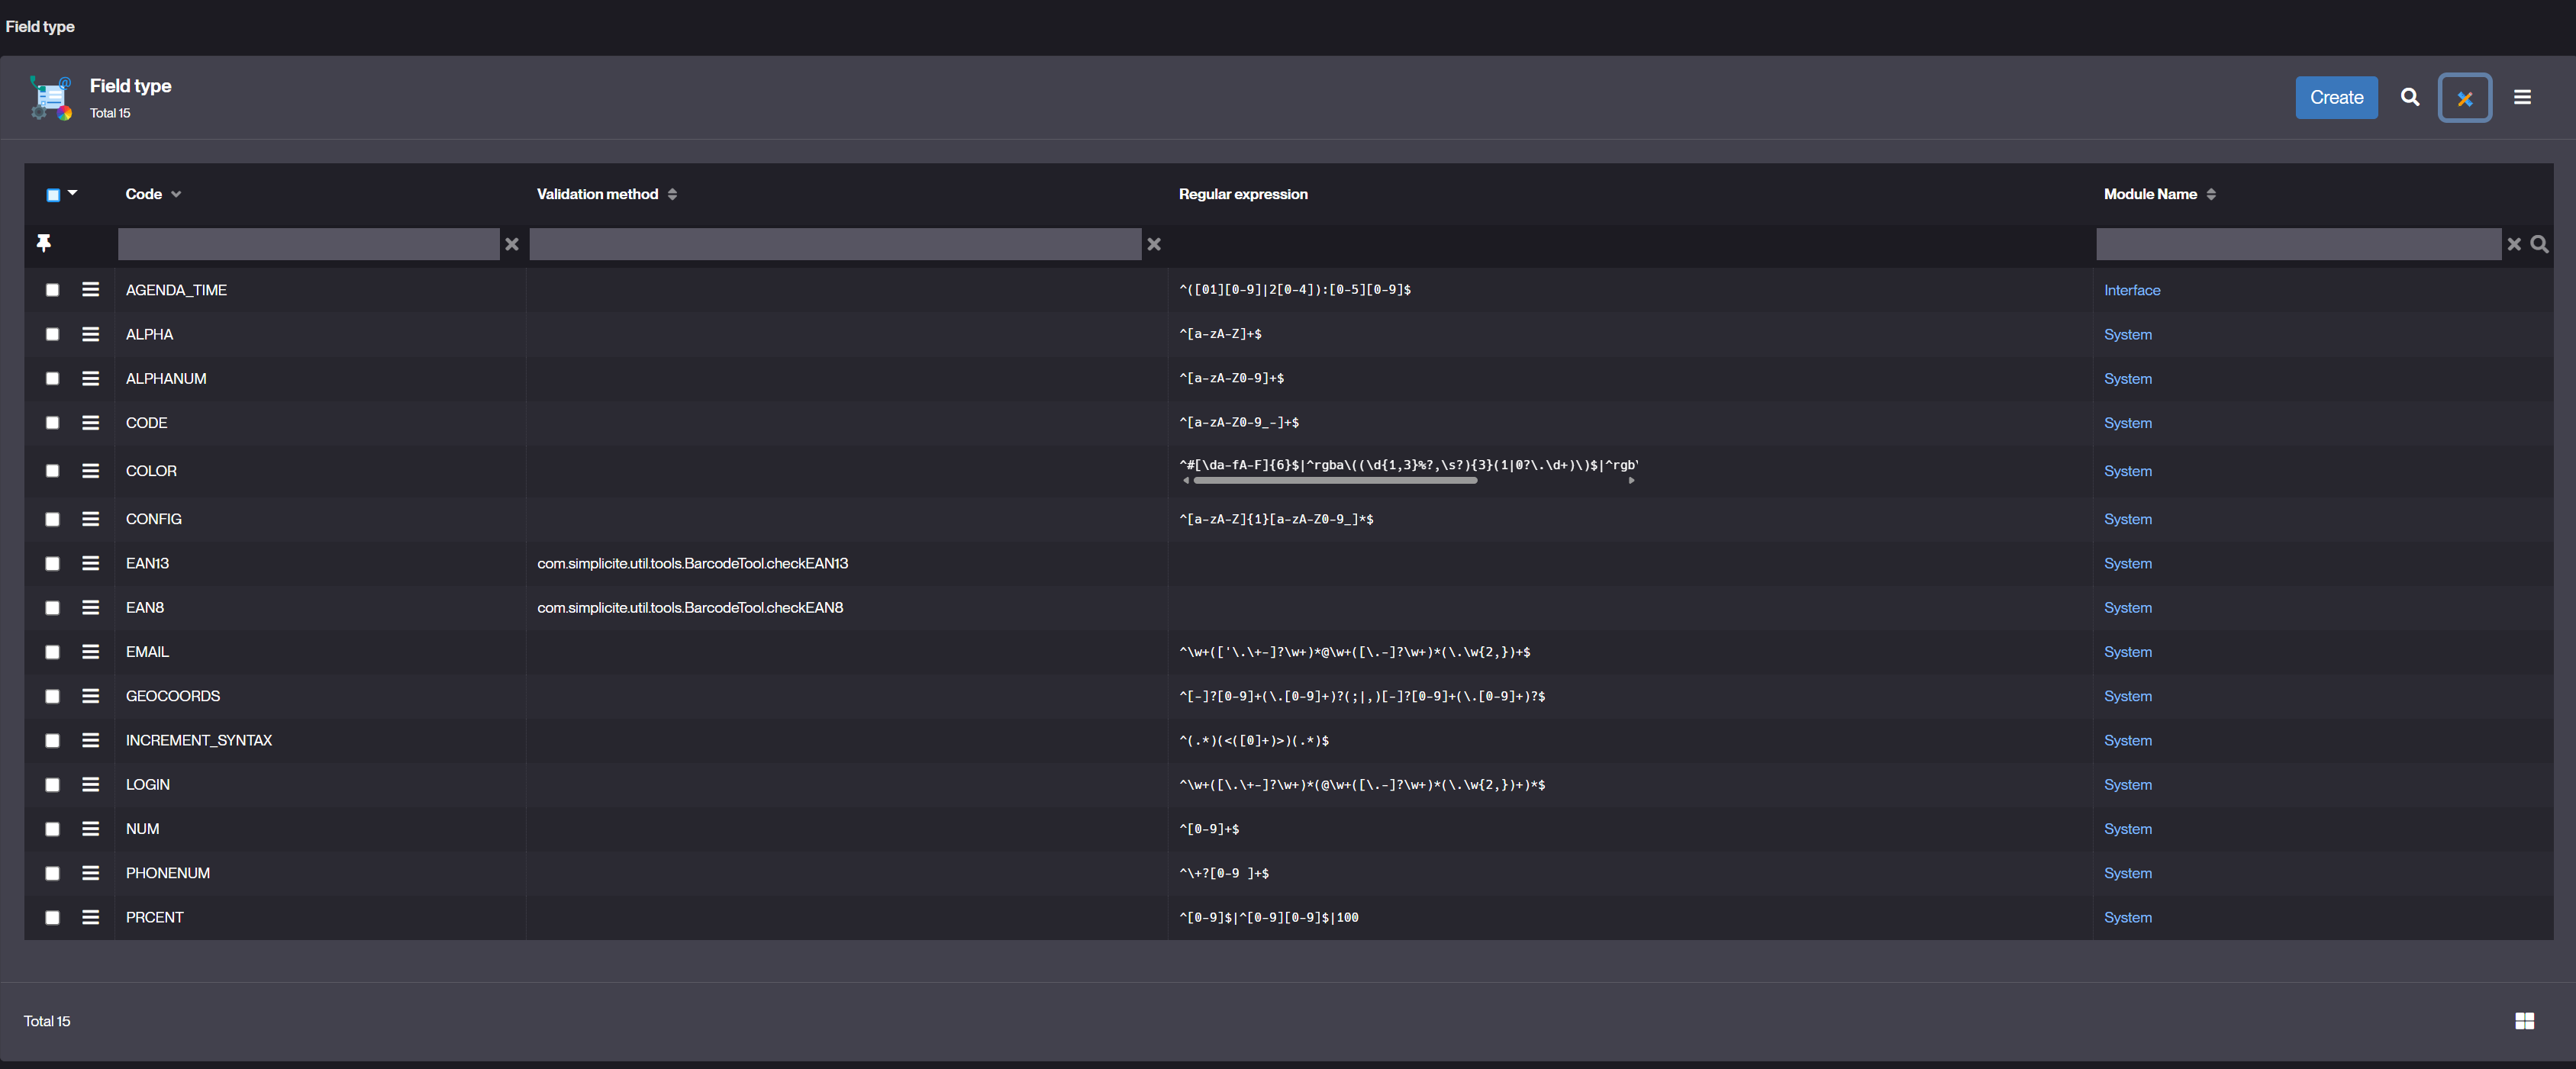 Field type
Field type
Total 15
Create
Code Validation method Regular expression Module Name
AGENDA_TIME ^([01][0-9]|2[0-4]):[0-5][0-9]$ Interface
ALPHA ^[a-zA-Z]+$ System
ALPHANUM ^[a-zA-Z0-9]+$ System
CODE ^[a-zA-Z0-9_-]+$ System
COLOR ^#[\da-fA-F]{6}$|^rgba\((\d{1,3}%?,\s?){3}(1|0?\.\d+)\)$|^rgb System
CONFIG ^[a-zA-Z]{1}[a-zA-Z0-9_]*$ System
EAN13 com.simplicite.util.tools.BarcodeTool.checkEAN13 System
EAN8 com.simplicite.util.tools.BarcodeTool.checkEAN8 System
EMAIL ^\w+(['\.\+-]?\w+)*@\w+([\.-]?\w+)*(\.\w{2,})+$ System
GEOCOORDS ^[-]?[0-9]+(\.[0-9]+)?(;|,)[-]?[0-9]+(\.[0-9]+)?$ System
INCREMENT_SYNTAX ^(.*)(<([0]+)>)(.*)$ System
LOGIN ^\w+([\.\+-]?\w+)*(@\w+([\.-]?\w+)*(\.\w{2,})+)*$ System
NUM ^[0-9]+$ System
PHONENUM ^\+?[0-9 ]+$ System
PRCENT ^[0-9]$|^[0-9][0-9]$|100 System
Total 15